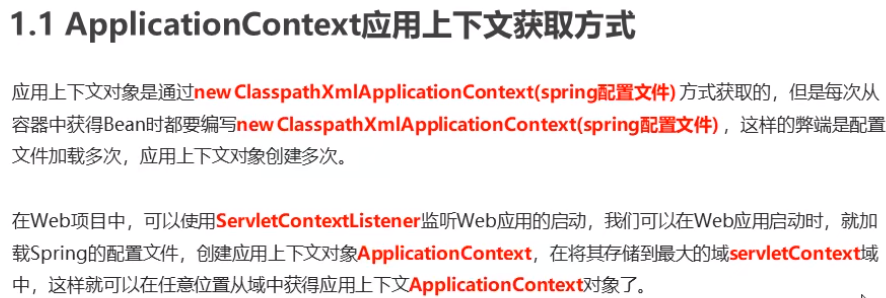 1.1 ApplicationContext应用上下文获取方式
应用上下文对象是通过new ClasspathXmlApplicationContext(spring配置文件) 方式获取的，但是每次从
容器中获得Bean时都要编写new ClasspathXmlApplicationContext(spring配置文件) ，这样的弊端是配置
文件加载多次，应用上下文对象创建多次。
在Web项目中，可以使用ServletContextListener监听Web应用的启动，我们可以在Web应用启动时，就加
载Spring的配置文件，创建应用上下文对象ApplicationContext，在将其存储到最大的域servletContext域
中，这样就可以在任意位置从域中获得应用上下文ApplicationContext对象了。